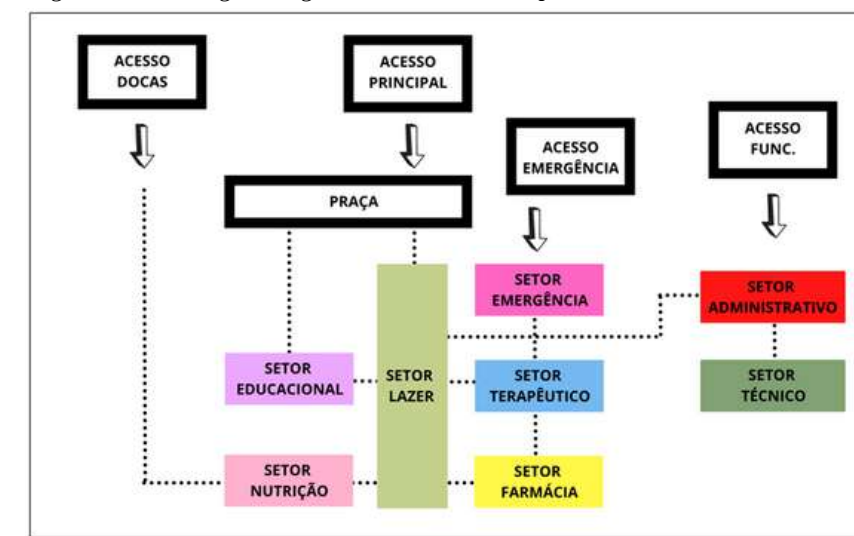 ACESSO
DOCAS
ACESSO
PRINCIPAL
ACESSO
EMERGÊNCIA
ACESSO
FUNC.
PRAÇA
SETOR
EMERGÊNCIA
SETOR
ADMINISTRATIVO
SETOR
EDUCACIONAL
SETOR
LAZER
SETOR
TERAPÊUTICO
SETOR
TÉCNICO
SETOR
NUTRIÇÃO
SETOR
FARMÁCIA